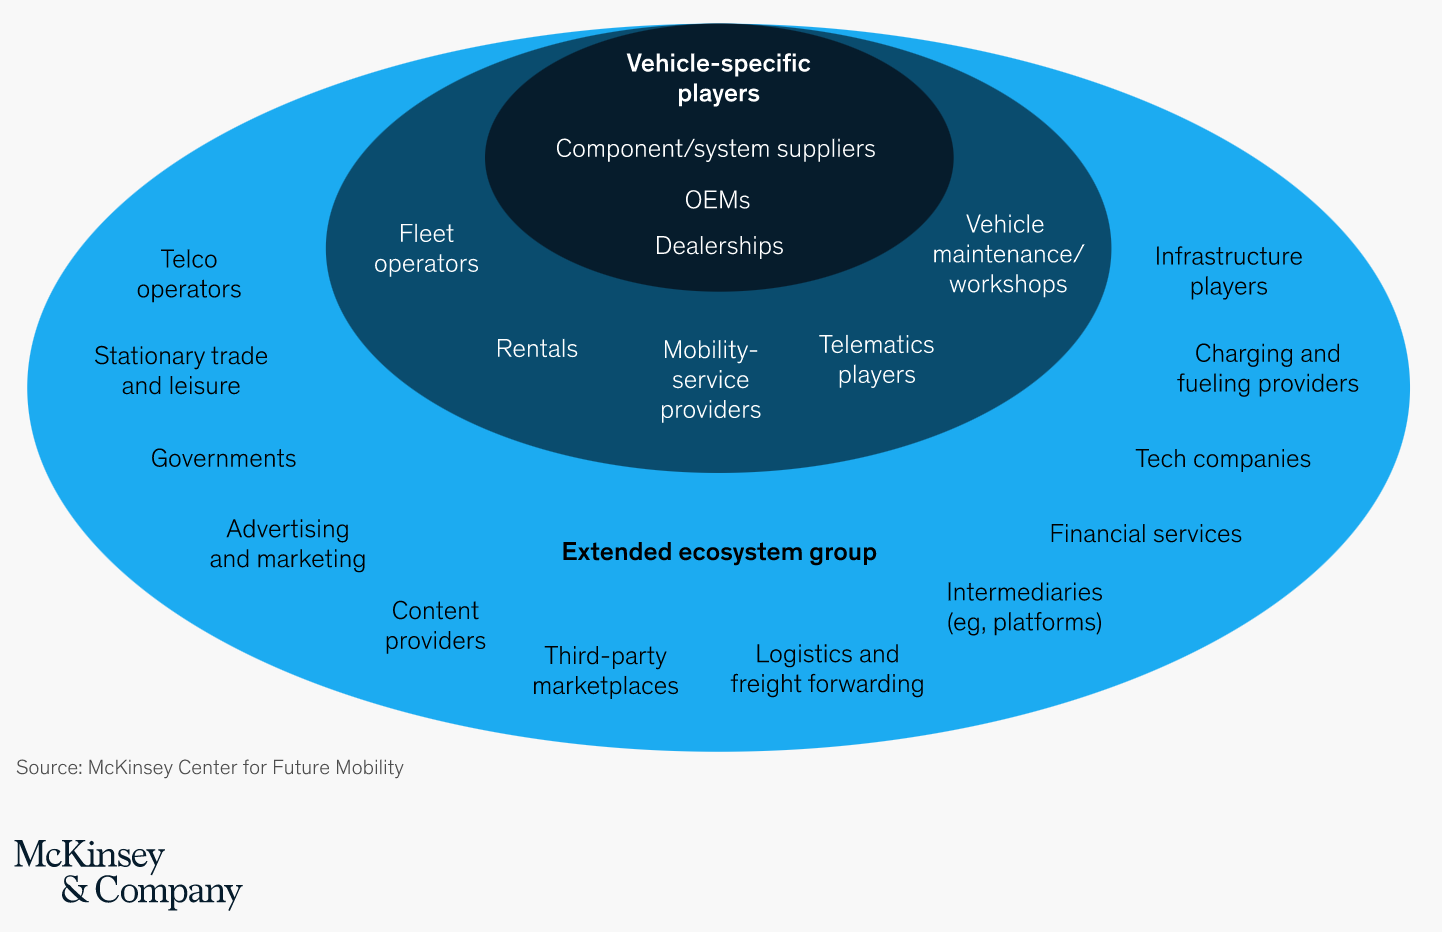 Vehicle-specific
players
Component/system suppliers
OEMs
Dealerships
Fleet
operators
Rentals
Mobility-
service
providers
Telematics
players
Vehicle
maintenance/
workshops
Telco
operators
Stationary trade
and leisure
Governments
Advertising
and marketing
Content
providers
Third-party
marketplaces
Extended ecosystem group
Logistics and
freight forwarding
Intermediaries
(eg, platforms)
Financial services
Tech companies
Charging and
fueling providers
Infrastructure
players
Source: McKinsey Center for Future Mobility
McKinsey
& Company